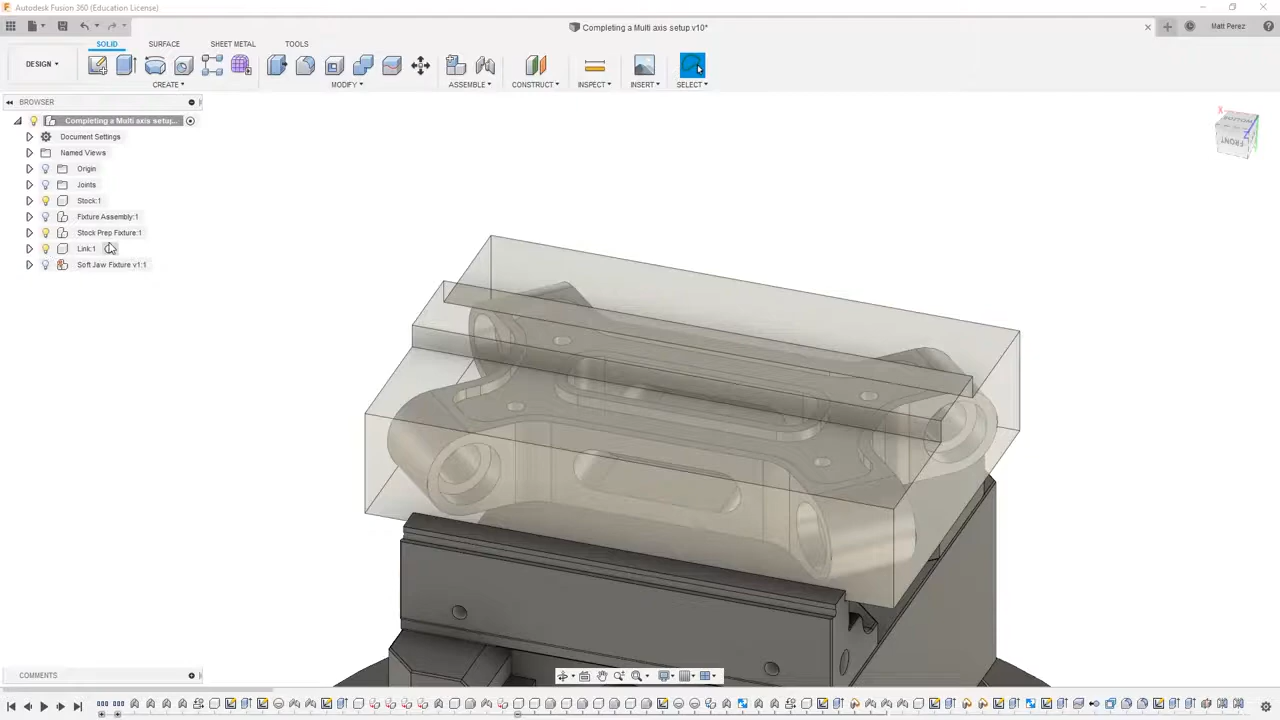 Autodesk Fusion 360 (Education License)
Completing a Multi axis setup v10*
Matt Perez
DESIGN
SOLID
SURFACE
SHEET METAL
TOOLS
CREATE
MODIFY
ASSEMBLE
CONSTRUCT
INSPECT
INSERT
SELECT
BROWSER
Completing a Multi axis setup...
Document Settings
Named Views
Origin
Joints
Stock:1
Fixture Assembly:1
Stock Prep Fixture:1
Link:1
Soft Jaw Fixture v1:1
X
Z
BOTTOM
FRONT
COMMENTS